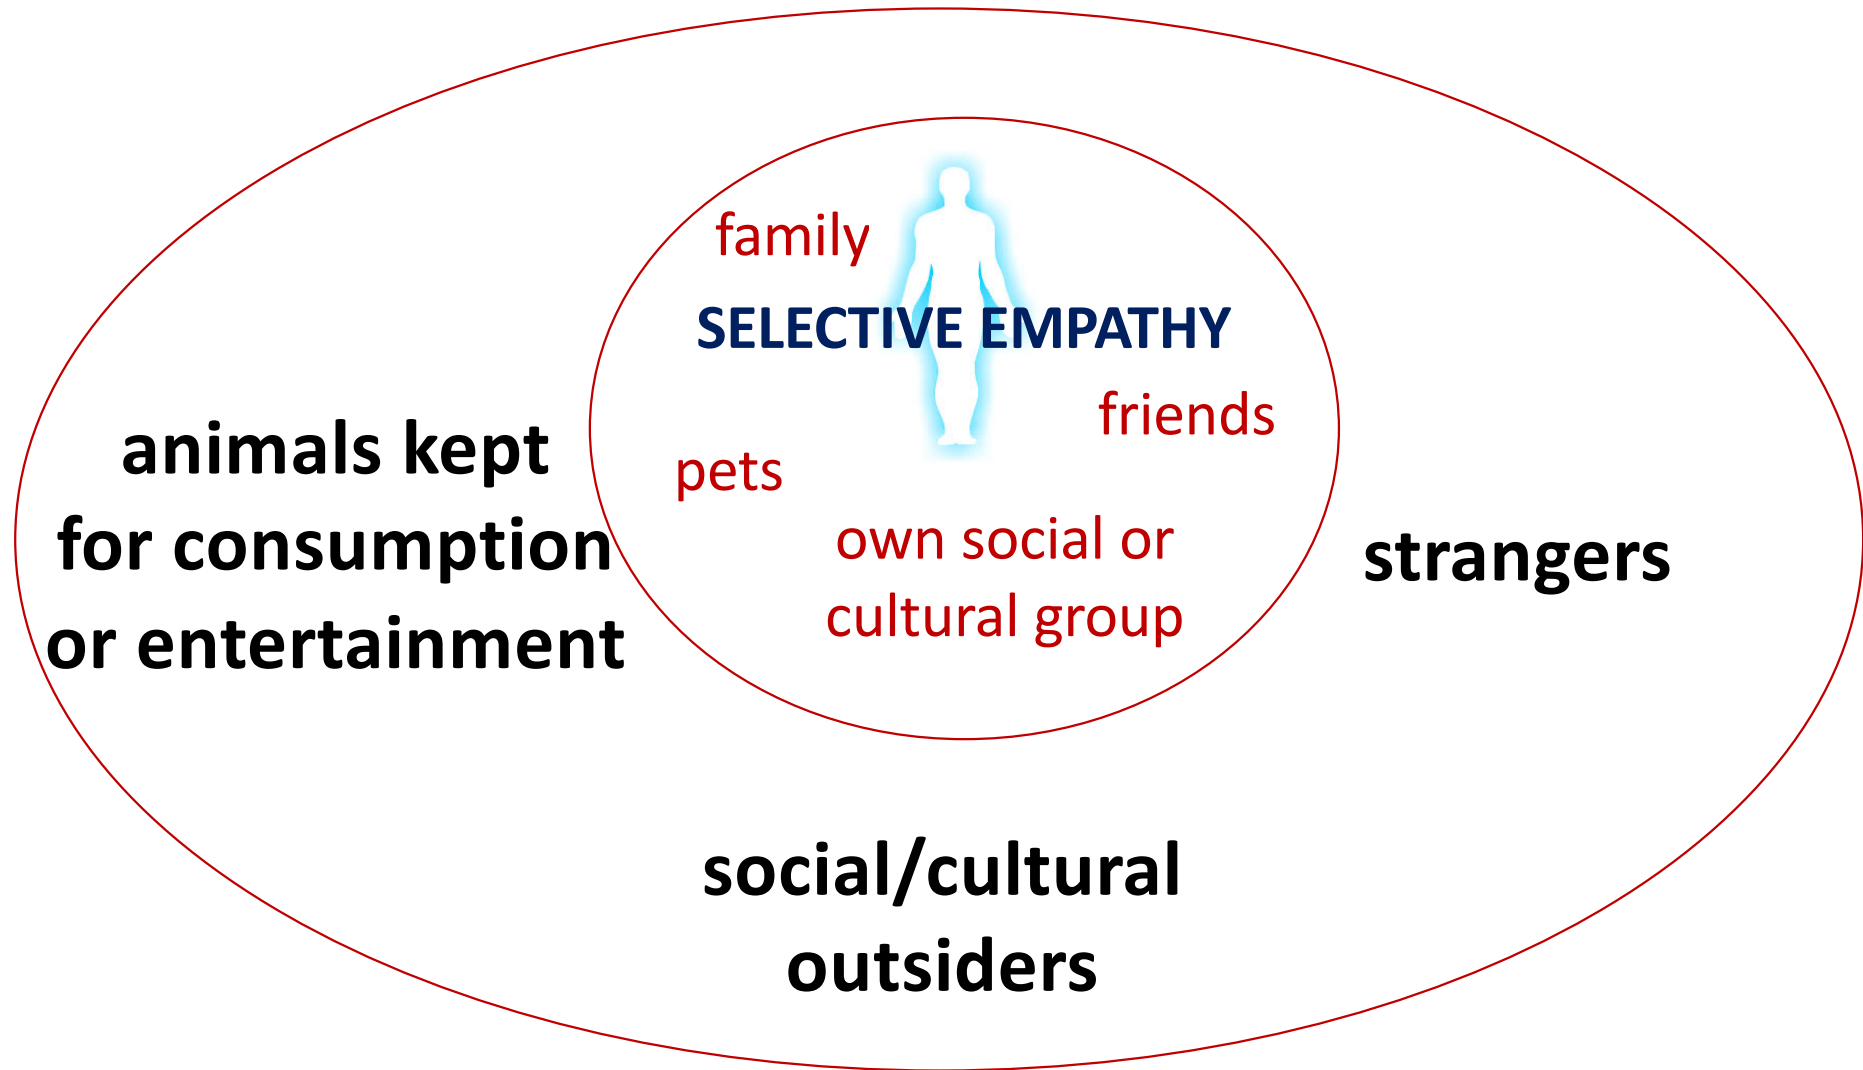 family
SELECTIVE EMPATHY
friends
pets
own social or
cultural group
animals kept
for consumption
or entertainment
strangers
social/cultural
outsiders